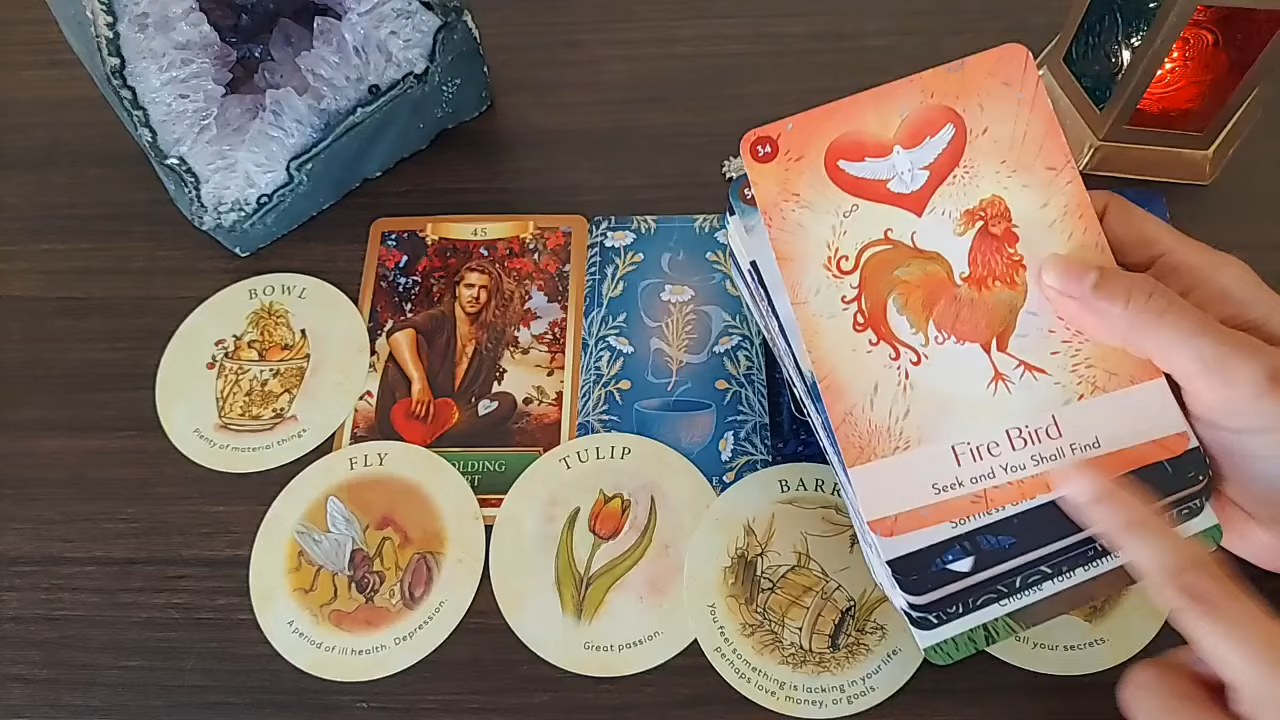 34
Fire Bird
Seek and You Shall Find
45
BOWL
Plenty of material things.
FLY
A period of ill health. Depression.
TULIP
Great passion.
You feel something is lacking in your life;
perhaps love, money, or goals.
Choose Your
all your secrets.